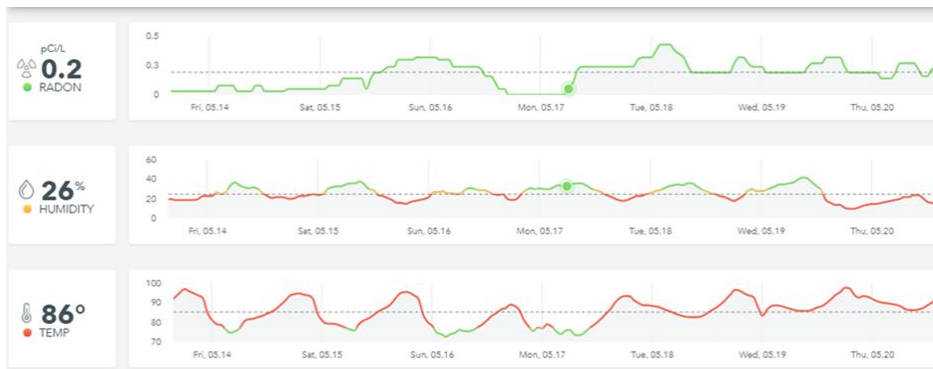 pCi/L
0.2
RADON
0.5
0.3
0
Fri, 05.14 Sat, 05.15 Sun, 05.16 Mon, 05.17 Tue, 05.18 Wed, 05.19 Thu, 05.20
26%
HUMIDITY
60
40
20
0
Fri, 05.14 Sat, 05.15 Sun, 05.16 Mon, 05.17 Tue, 05.18 Wed, 05.19 Thu, 05.20
86°
TEMP
100
90
80
70
Fri, 05.14 Sat, 05.15 Sun, 05.16 Mon, 05.17 Tue, 05.18 Wed, 05.19 Thu, 05.20